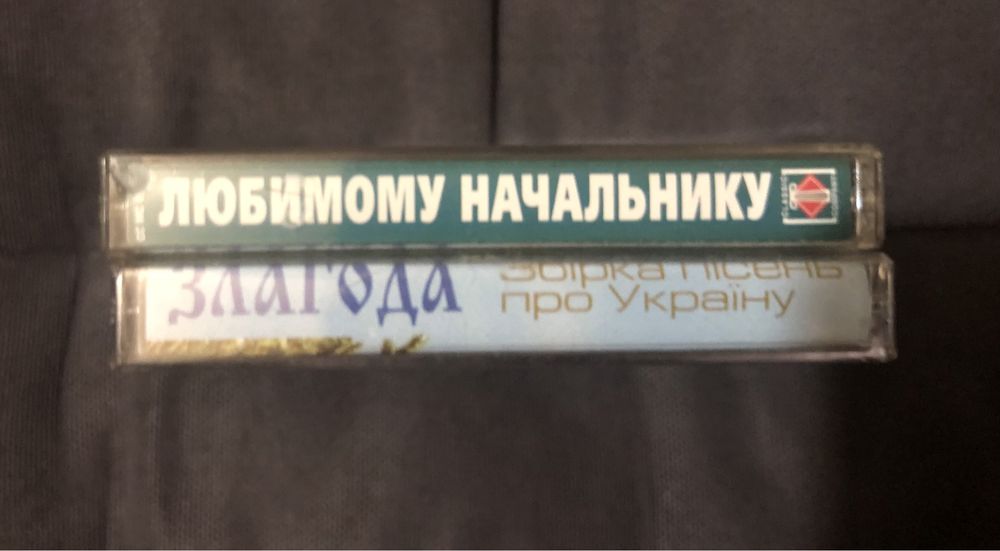 ЛЮБИМОМУ НАЧАЛЬНИКУ
ЗЛАГОДА
Збірка пісень
про Україну